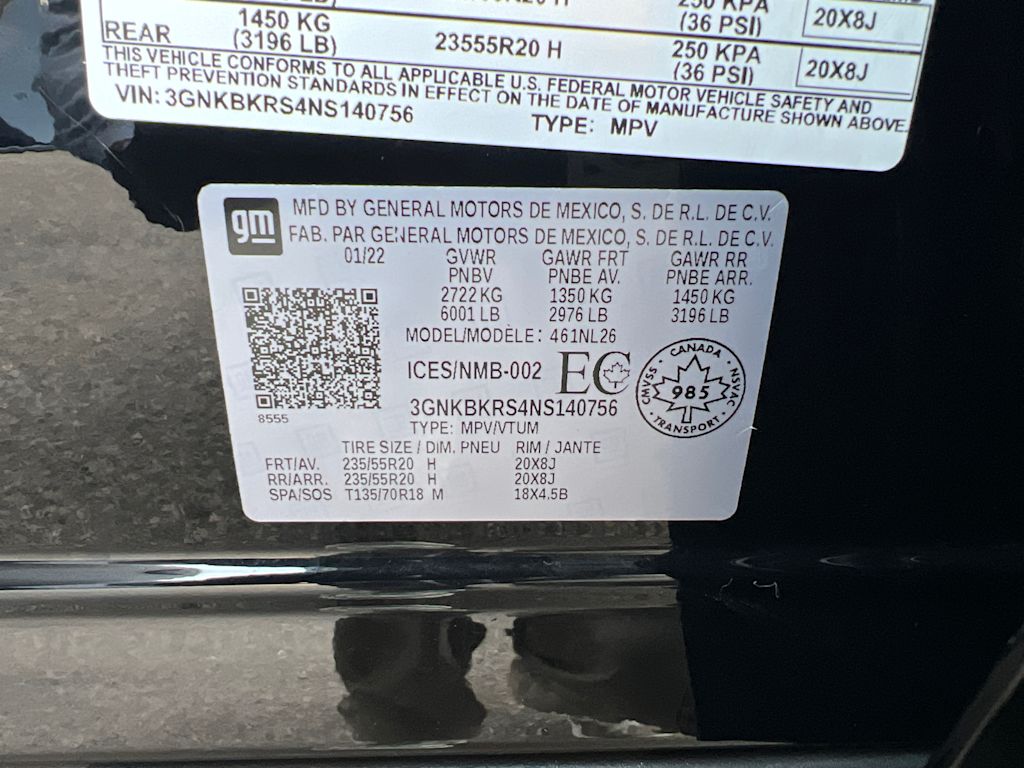 250 KPA
(36 PSI) 20X8J
REAR 1450 KG 23555R20 H 250 KPA 20X8J
(3196 LB) (36 PSI)
THIS VEHICLE CONFORMS TO ALL APPLICABLE U.S. FEDERAL MOTOR VEHICLE SAFETY AND
THEFT PREVENTION STANDARDS IN EFFECT ON THE DATE OF MANUFACTURE SHOWN ABOVE.
VIN: 3GNKBKRS4NS140756 TYPE: MPV
gm
MFD BY GENERAL MOTORS DE MEXICO, S. DE R.L. DE C.V.
FAB. PAR GENERAL MOTORS DE MEXICO, S. DE R.L. DE C.V.
01/22 GVWR GAWR FRT GAWR RR
PNBV PNBE AV. PNBE ARR.
2722 KG 1350 KG 1450 KG
6001 LB 2976 LB 3196 LB
MODEL/MODÈLE: 461NL26
ICES/NMB-002 EC
CANADA
SVAMC 985 NSVAC
TRANSPORT
3GNKBKRS4NS140756
8555
TYPE: MPV/VTUM
TIRE SIZE / DIM. PNEU RIM / JANTE
FRT/AV. 235/55R20 H 20X8J
RR/ARR. 235/55R20 H 20X8J
SPA/SOS T135/70R18 M 18X4.5B